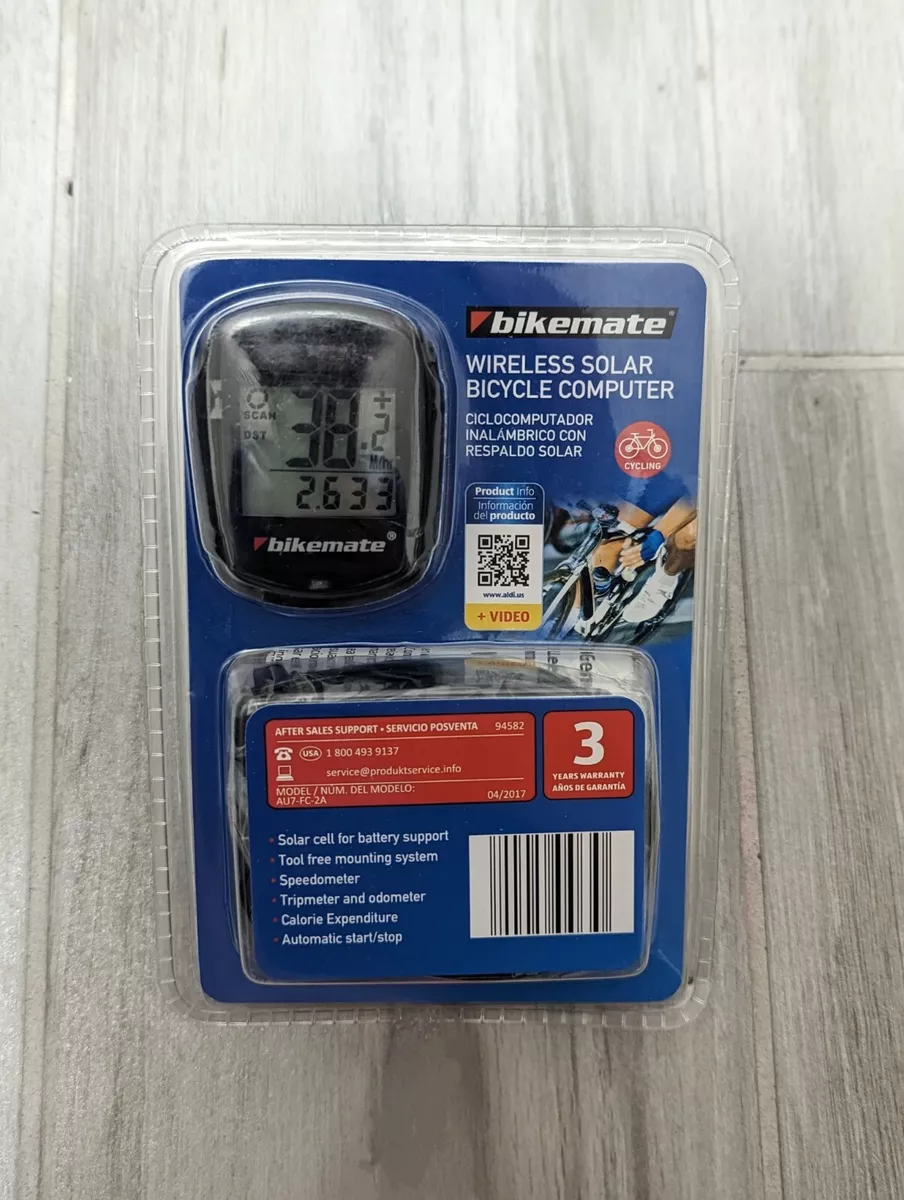 bikemate®
WIRELESS SOLAR
BICYCLE COMPUTER
CICLOCOMPUTADOR
INALÁMBRICO CON
RESPALDO SOLAR
CYCLING
SCAN
DST
38.2
M/h
2.633
bikemate®
Product info
Información
del producto
www.aldi.us
+ VIDEO
AFTER SALES SUPPORT • SERVICIO POSVENTA 94582
USA 1 800 493 9137
service@produktservice.info
MODEL / NÚM. DEL MODELO:
AU7-FC-2A 04/2017
3
YEARS WARRANTY
AÑOS DE GARANTÍA
• Solar cell for battery support
• Tool free mounting system
• Speedometer
• Tripmeter and odometer
• Calorie Expenditure
• Automatic start/stop